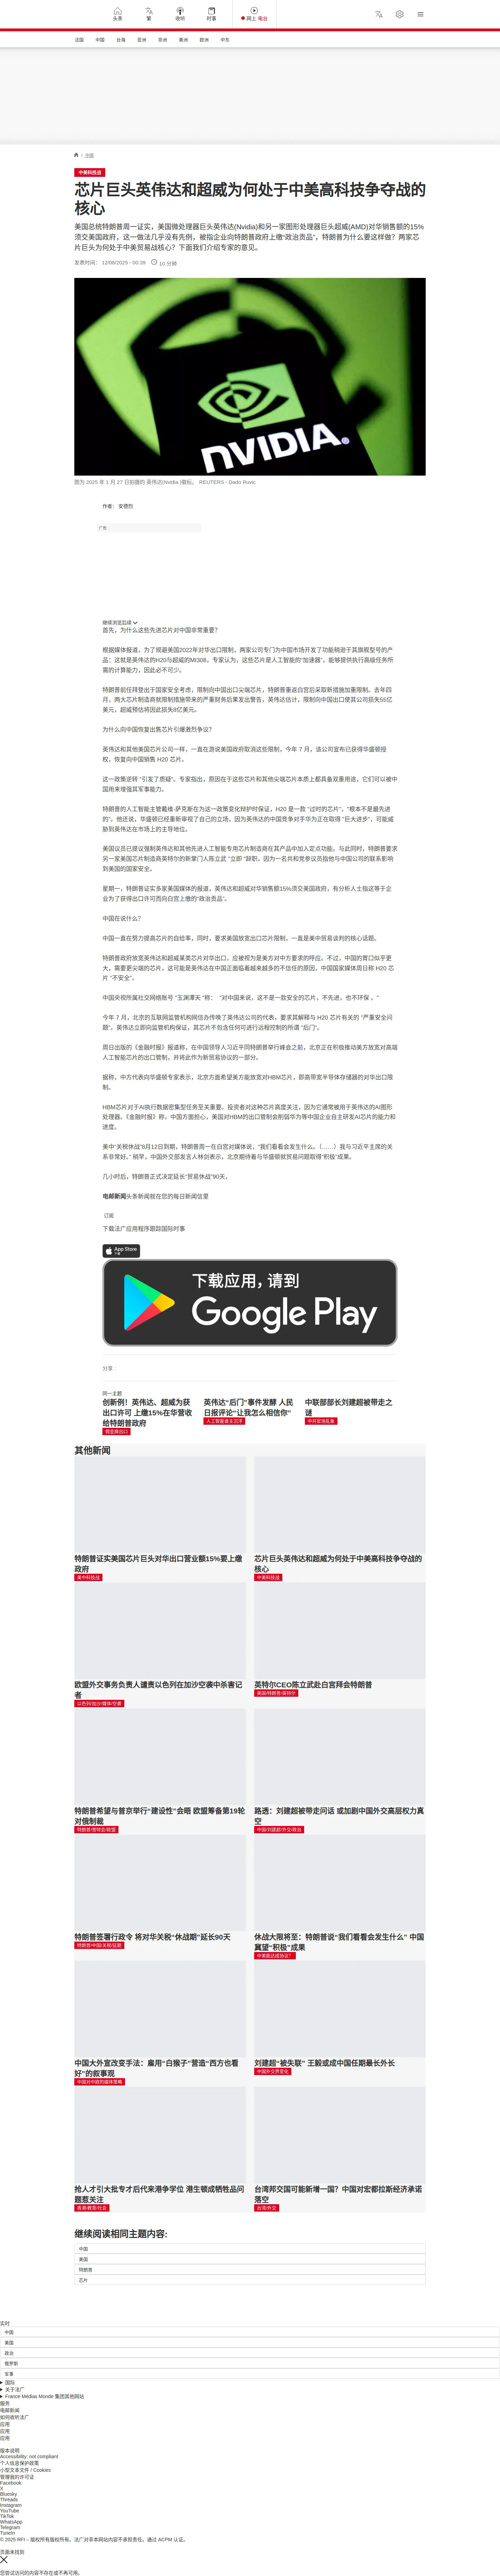 头条
繁
收听
时事
网上 电台
法国
中国
台海
亚洲
非洲
美洲
欧洲
中东
/ 中国
中美科技战
芯片巨头英伟达和超威为何处于中美高科技争夺战的
核心
美国总统特朗普周一证实，美国微处理器巨头英伟达(Nvidia)和另一家图形处理器巨头超威(AMD)对华销售额的15%
须交美国政府，这一做法几乎没有先例，被指企业向特朗普政府上缴“政治贡品”，特朗普为什么要这样做？两家芯
片巨头为何处于中美贸易战核心？下面我们介绍专家的意见。
发表时间： 12/08/2025 - 00:39
10 分钟
NVIDIA
图为 2025 年 1 月 27 日拍摄的 英伟达(Nvidia )徽标。 REUTERS - Dado Ruvic
作者： 安德烈
广告
继续浏览后续
首先，为什么这些先进芯片对中国非常重要？
根据媒体报道，为了规避美国2022年对华出口限制，两家公司专门为中国市场开发了功能稍逊于其旗舰型号的产
品：这就是英伟达的H20与超威的MI308。专家认为，这些芯片是人工智能的“加速器”，能够提供执行高级任务所
需的计算能力，因此必不可少。
特朗普前任拜登出于国家安全考虑，限制向中国出口尖端芯片，特朗普重返白宫后采取新措施加重限制。去年四
月，两大芯片制造商就限制措施带来的严重财务后果发出警告，英伟达估计，限制向中国出口使其公司损失55亿
美元，超威预估将因此损失8亿美元。
为什么向中国恢复出售芯片引爆激烈争议？
英伟达和其他美国芯片公司一样，一直在游说美国政府取消这些限制，今年 7 月，该公司宣布已获得华盛顿授
权，恢复向中国销售 H20 芯片。
这一政策逆转 “引发了质疑”。专家指出，原因在于这些芯片和其他尖端芯片本质上都具备双重用途，它们可以被中
国用来增强其军事能力。
特朗普的人工智能主管戴维·萨克斯在为这一政策变化辩护时保证，H20 是一款 “过时的芯片”，"根本不是最先进
的"。他还说，华盛顿已经重新审视了自己的立场，因为英伟达的中国竞争对手华为正在取得 "巨大进步"，可能威
胁到英伟达在市场上的主导地位。
美国议员已提议强制英伟达和其他先进人工智能专用芯片制造商在其产品中加入定点功能。与此同时，特朗普要求
另一家美国芯片制造商英特尔的新掌门人陈立武 "立即 "辞职，因为一名共和党参议员指他与中国公司的联系影响
到美国的国家安全。
星期一，特朗普证实多家美国媒体的报道，英伟达和超威对华销售额15%须交美国政府，有分析人士指这等于企
业为了获得出口许可而向白宫上缴的“政治贡品”。
中国在说什么？
中国一直在努力提高芯片的自给率，同时，要求美国放宽出口芯片限制，一直是美中贸易谈判的核心话题。
特朗普政府放宽英伟达和超威某类芯片对华出口，应被视为是美方对中方要求的呼应。不过，中国的胃口似乎更
大，需要更尖端的芯片，这可能是英伟达在中国正面临着越来越多的不信任的原因，中国国家媒体周日称 H20 芯
片 "不安全"。
中国央视所属社交网络账号 "玉渊潭天 "称： “对中国来说，这不是一款安全的芯片，不先进，也不环保 。"
今年 7 月，北京的互联网监管机构网信办传唤了英伟达公司的代表，要求其解释与 H20 芯片有关的 "严重安全问
题"。英伟达立即向监管机构保证，其芯片不包含任何可进行远程控制的所谓 "后门"。
周日出版的《金融时报》报道称，在中国领导人习近平同特朗普举行峰会之前，北京正在积极推动美方放宽对高端
人工智能芯片的出口管制，并将此作为新贸易协议的一部分。
据称，中方代表向华盛顿专家表示，北京方面希望美方能放宽对HBM芯片，即高带宽半导体存储器的对华出口限
制。
HBM芯片对于AI执行数据密集型任务至关重要。投资者对这种芯片高度关注，因为它通常被用于英伟达的AI图形
处理器。《金融时报》称，中国方面担心，美国对HBM的出口管制会削弱华为等中国企业自主研发AI芯片的能力和
进度。
美中“关税休战”8月12日到期，特朗普周一在白宫对媒体说，“我们看看会发生什么。（……）我与习近平主席的关
系非常好。” 稍早，中国外交部发言人林剑表示，北京期待着与华盛顿就贸易问题取得“积极”成果。
几小时后，特朗普正式决定延长“贸易休战”90天，
电邮新闻头条新闻就在您的每日新闻信里
订阅
下载法广应用程序跟踪国际时事
App Store
下载
下载应用，请到
Google Play
分享 :
同一主题
创新例！英伟达、超威为获
出口许可 上缴15%在华营收
给特朗普政府
佣金换出口
英伟达“后门”事件发酵 人民
日报评论“让我怎么相信你”
人工智能谁主沉浮
中联部部长刘建超被带走之
谜
中共官场乱象
其他新闻
特朗普证实美国芯片巨头对华出口营业额15%要上缴
政府
美中科技战
芯片巨头英伟达和超威为何处于中美高科技争夺战的
核心
中美科技战
欧盟外交事务负责人谴责以色列在加沙空袭中杀害记
者
以色列/加沙/媒体/空袭
英特尔CEO陈立武赴白宫拜会特朗普
美国/特朗普/英特尔
特朗普希望与普京举行“建设性”会晤 欧盟筹备第19轮
对俄制裁
特朗普/普特会/欧盟
路透：刘建超被带走问话 或加剧中国外交高层权力真
空
中国/刘建超/外交/政治
特朗普签署行政令 将对华关税“休战期”延长90天
特朗普/中国/关税/延期
休战大限将至：特朗普说“我们看看会发生什么” 中国
冀望“积极”成果
中美能达成协议?
中国大外宣改变手法：雇用“白猴子”营造“西方也看
好”的叙事观
中国对中欧的媒体策略
刘建超“被失联” 王毅或成中国任期最长外长
中国外交界变化
抢人才引大批专才后代来港争学位 港生顿成牺牲品问
题惹关注
香港/教育/社会
台湾邦交国可能新增一国？中国对宏都拉斯经济承诺
落空
台湾/外交
继续阅读相同主题内容:
中国
美国
特朗普
芯片
实时
中国
美国
政治
俄罗斯
军事
国际
关于法广
France Médias Monde 集团其他网站
服务
电邮新闻
如何收听法广
应用
应用
应用
版本说明
Accessibility: not compliant
个人信息保护政策
小型文本文件 / Cookies
管理我的许可证
Facebook
X
Bluesky
Threads
Instagram
YouTube
TikTok
WhatsApp
Telegram
TuneIn
© 2025 RFI – 版权所有版权所有。法广对非本网站内容不承担责任。通过 ACPM 认证。
页面未找到
您尝试访问的内容不存在或不再可用。